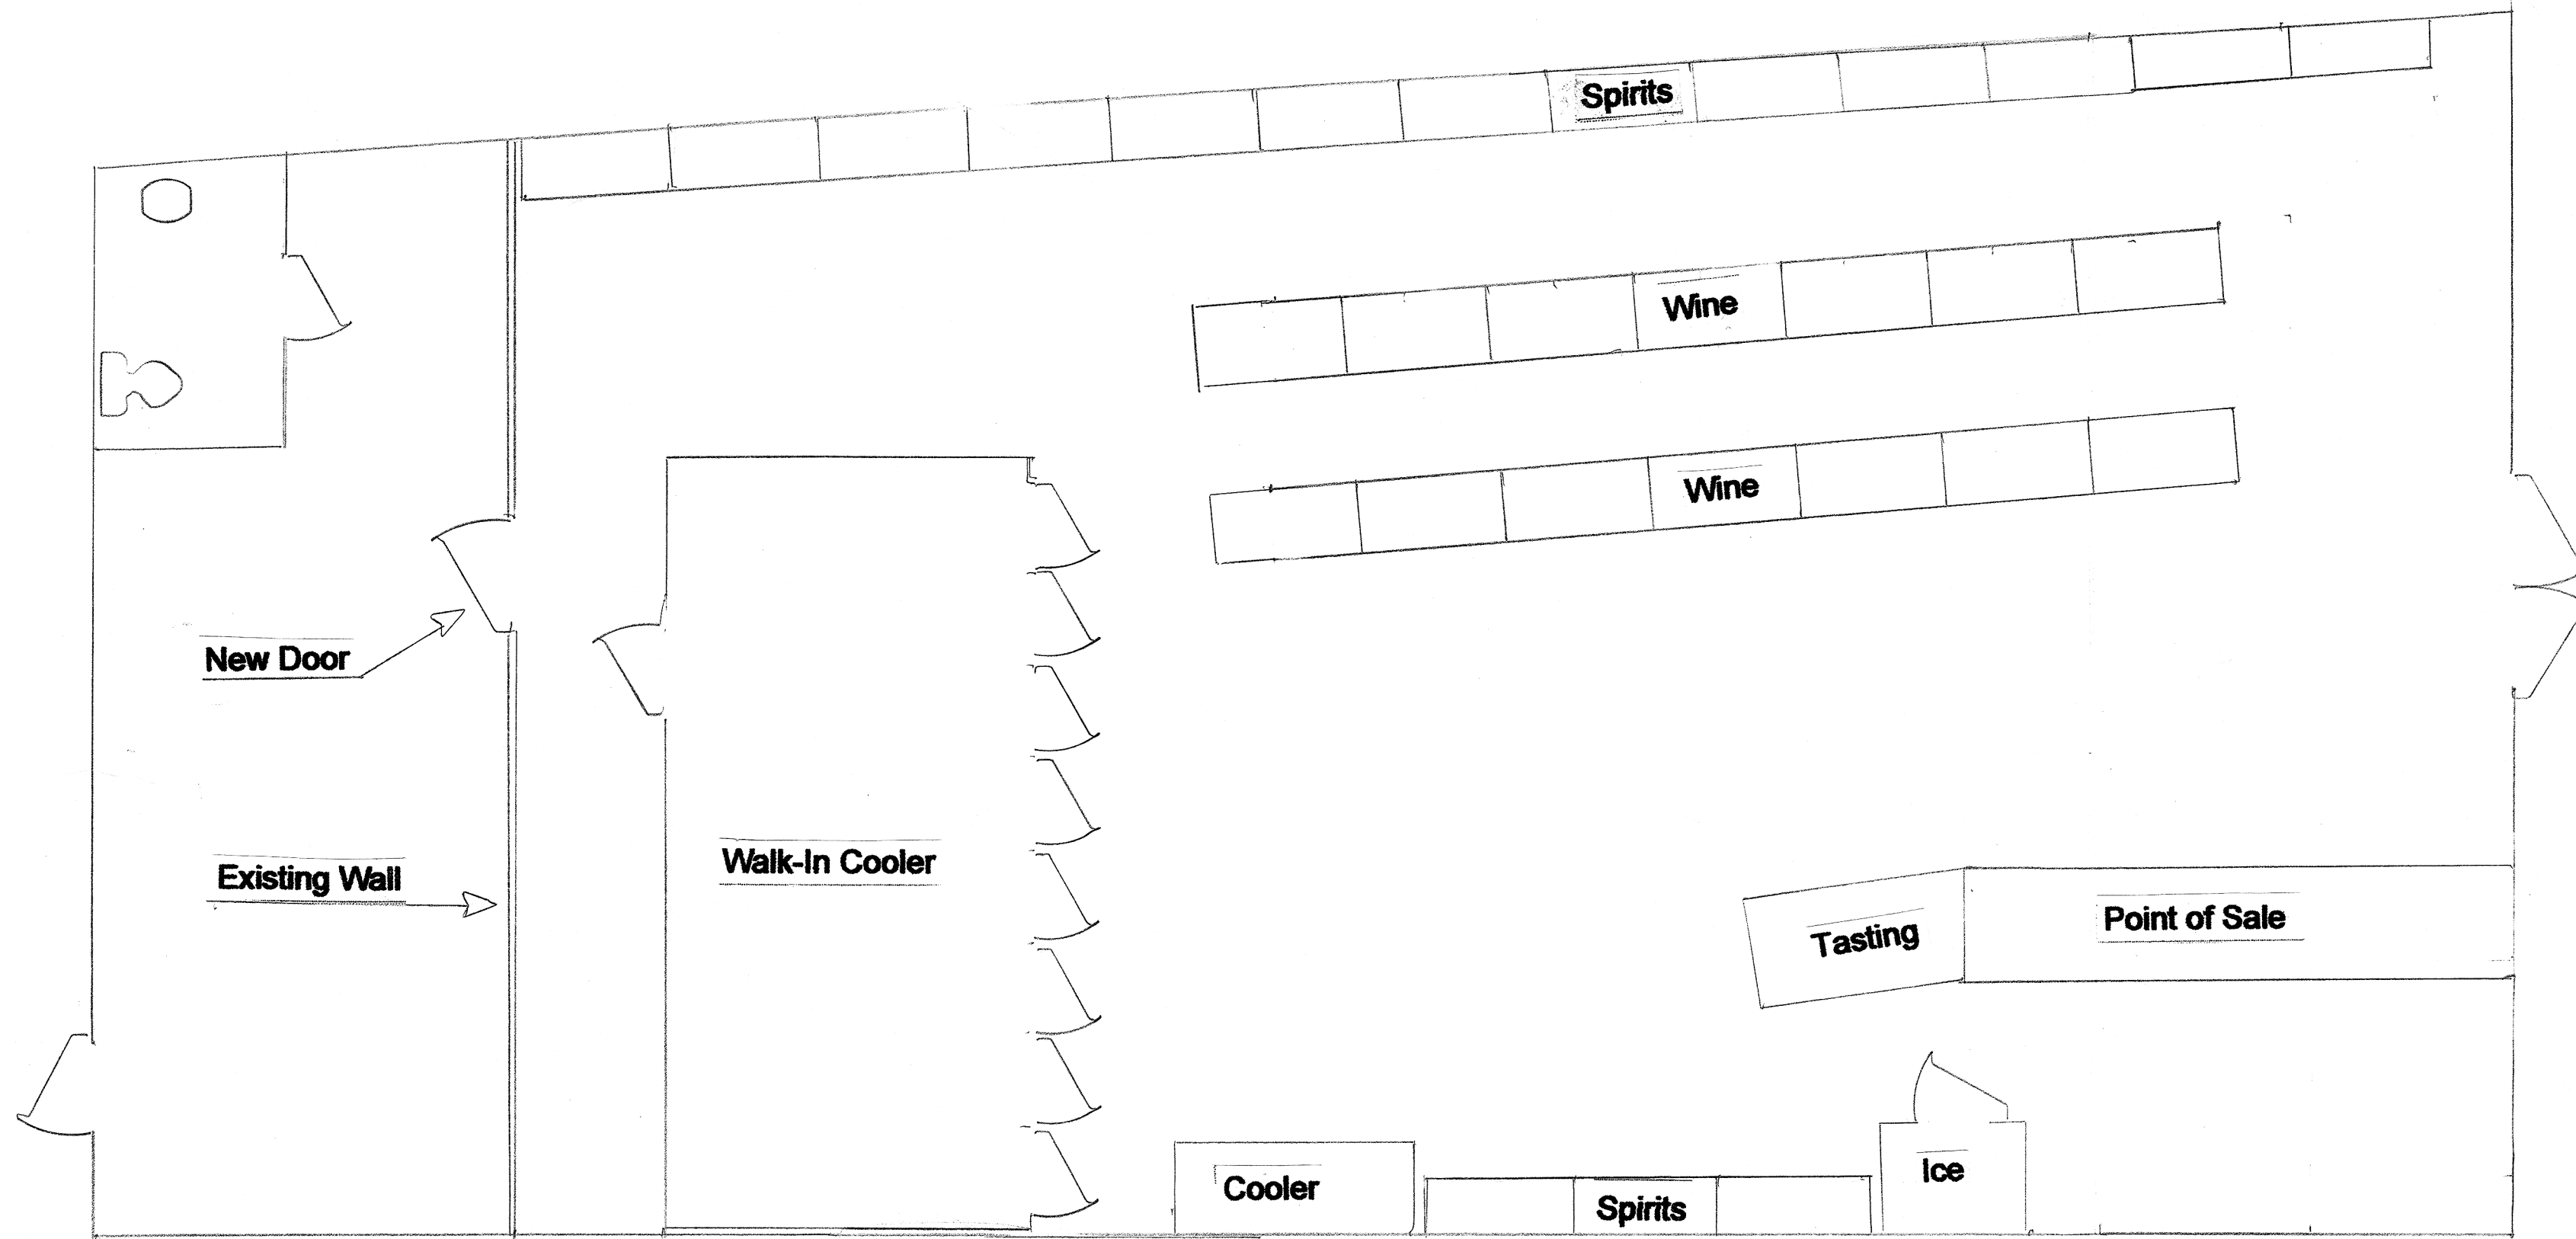 Spirits
Wine
Wine
New Door
Existing Wall
Walk-In Cooler
Tasting
Point of Sale
Cooler
Spirits
Ice